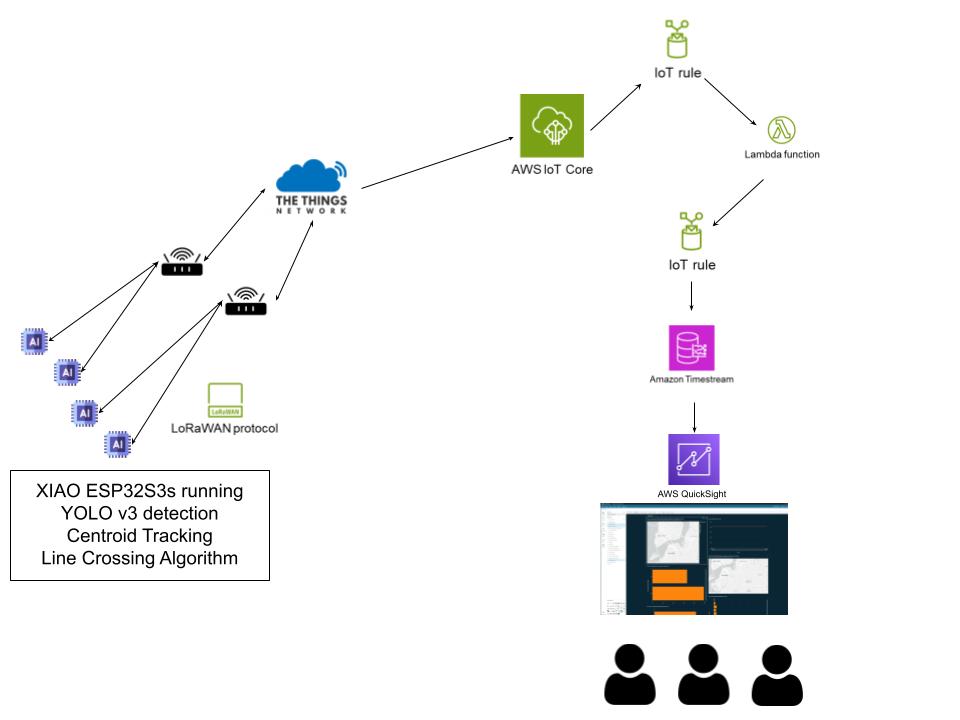 IoT rule
AWS IoT Core
Lambda function
THE THINGS
NETWORK
IoT rule
AI
AI
AI
AI
LoRaWAN
LoRaWAN protocol
Amazon Timestream
AWS QuickSight
XIAO ESP32S3s running
YOLO v3 detection
Centroid Tracking
Line Crossing Algorithm